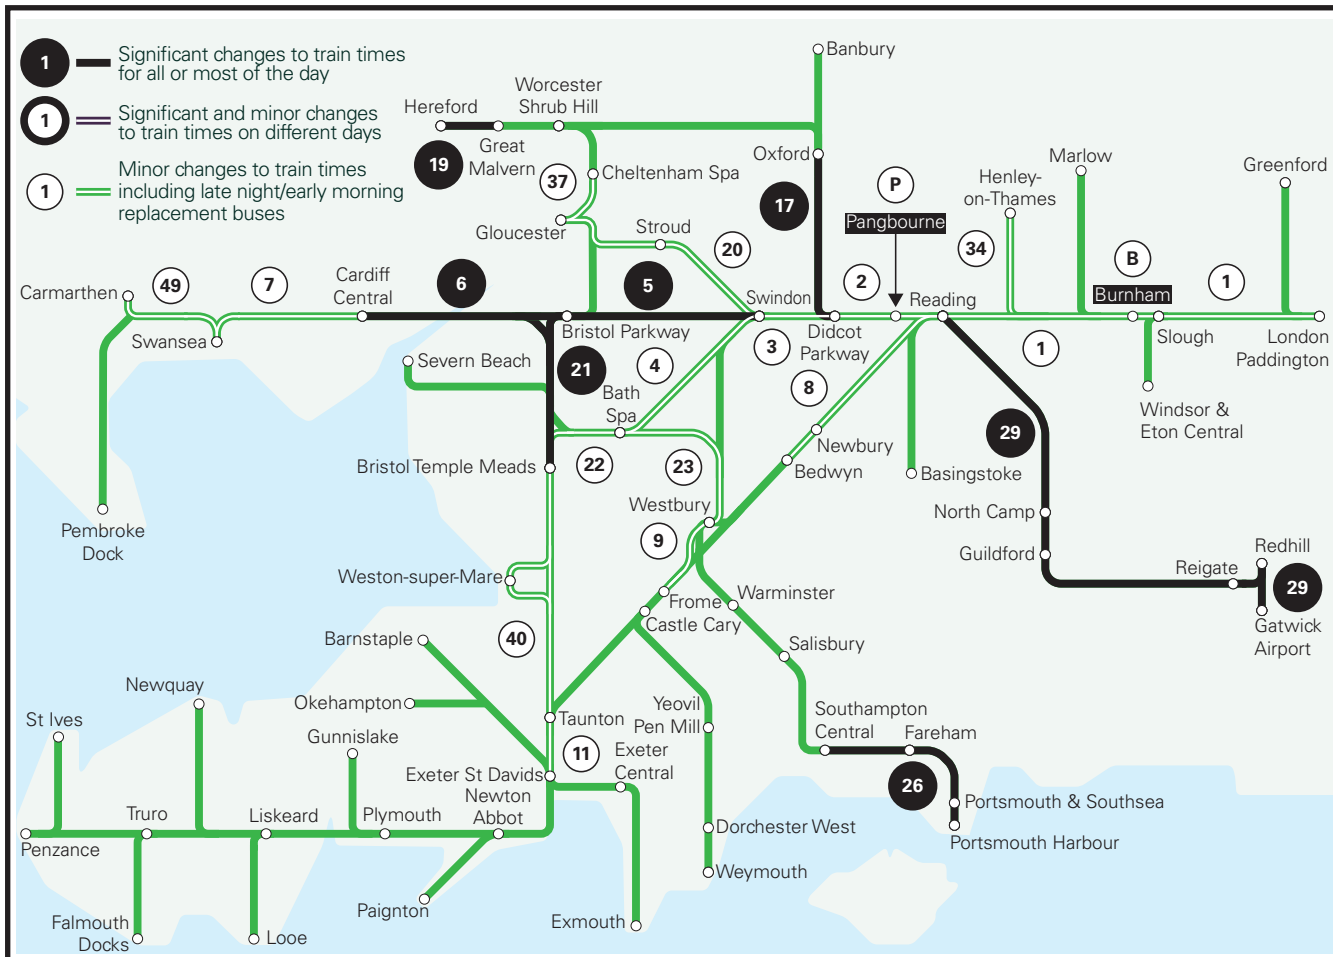 1
Significant changes to train times
for all or most of the day
1
Significant and minor changes
to train times on different days
1
Minor changes to train times
including late night/early morning
replacement buses
Banbury
Worcester
Shrub Hill
Hereford
Great
Malvern
19
37
Cheltenham Spa
Oxford
17
P
Pangbourne
Henley-
on-Thames
34
Marlow
Greenford
B
Burnham
1
Gloucester
Stroud
20
2
Reading
Carmarthen
49
7
Cardiff
Central
6
5
Swindon
Swansea
Bristol Parkway
3
Didcot
Parkway
1
Slough
London
Paddington
Severn Beach
21
4
8
Bath
Spa
29
Windsor &
Eton Central
Newbury
Bedwyn
Basingstoke
Bristol Temple Meads
22
23
Westbury
Pembroke
Dock
9
North Camp
Guildford
Redhill
Reigate
29
Gatwick
Airport
Weston-super-Mare
Frome
Castle Cary
Warminster
Barnstaple
40
Salisbury
Newquay
Okehampton
St Ives
Gunnislake
Taunton
Yeovil
Pen Mill
Southampton
Central
Fareham
11
Exeter St Davids
Exeter
Central
26
Newton
Abbot
Truro
Liskeard
Plymouth
Penzance
Portsmouth & Southsea
Portsmouth Harbour
Dorchester West
Weymouth
Paignton
Exmouth
Falmouth
Docks
Looe